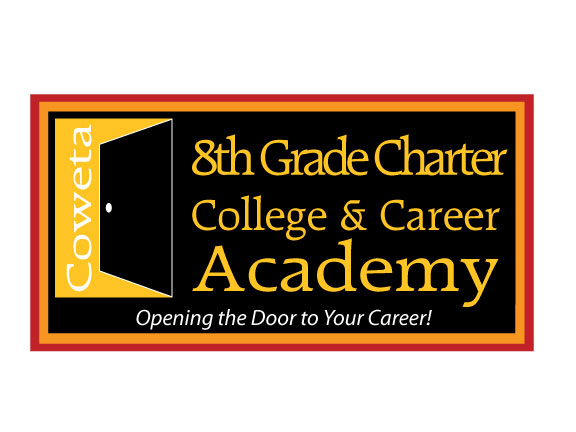 Coweta
8th Grade Charter
College & Career
Academy
Opening the Door to Your Career!